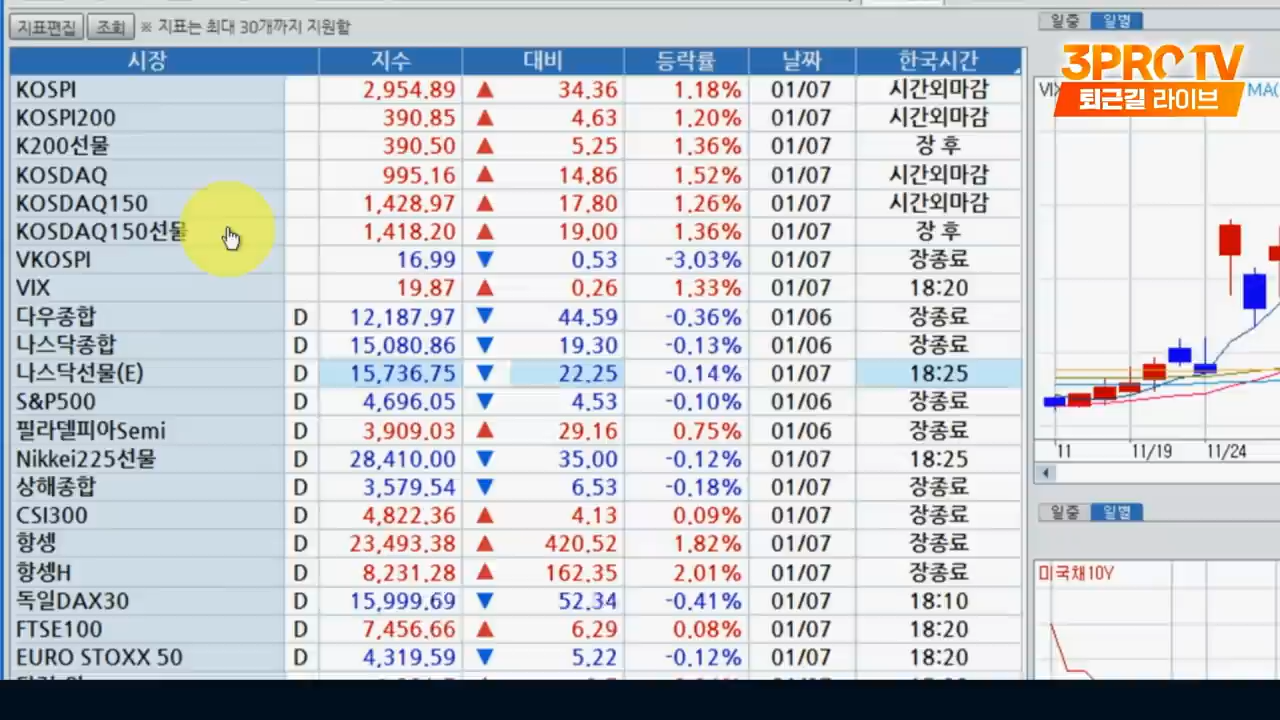 지표편집 조회 ※ 지표는 최대 30개까지 지원함
시장 지수 대비 등락률 날짜 한국시간
KOSPI 2,954.89 ▲ 34.36 1.18% 01/07 시간외마감
KOSPI200 390.85 ▲ 4.63 1.20% 01/07 시간외마감
K200선물 390.50 ▲ 5.25 1.36% 01/07 장 후
KOSDAQ 995.16 ▲ 14.86 1.52% 01/07 시간외마감
KOSDAQ150 1,428.97 ▲ 17.80 1.26% 01/07 시간외마감
KOSDAQ150선물 1,418.20 ▲ 19.00 1.36% 01/07 장 후
VKOSPI 16.99 ▼ 0.53 -3.03% 01/07 장종료
VIX 19.87 ▲ 0.26 1.33% 01/07 18:20
다우종합 D 12,187.97 ▼ 44.59 -0.36% 01/06 장종료
나스닥종합 D 15,080.86 ▼ 19.30 -0.13% 01/06 장종료
나스닥선물(E) D 15,736.75 ▼ 22.25 -0.14% 01/07 18:25
S&P500 D 4,696.05 ▼ 4.53 -0.10% 01/06 장종료
필라델피아Semi D 3,909.03 ▲ 29.16 0.75% 01/06 장종료
Nikkei225선물 D 28,410.00 ▼ 35.00 -0.12% 01/07 18:25
상해종합 D 3,579.54 ▼ 6.53 -0.18% 01/07 장종료
CSI300 D 4,822.36 ▲ 4.13 0.09% 01/07 장종료
항셍 D 23,493.38 ▲ 420.52 1.82% 01/07 장종료
항셍H D 8,231.28 ▲ 162.35 2.01% 01/07 장종료
독일DAX30 D 15,999.69 ▼ 52.34 -0.41% 01/07 18:10
FTSE100 D 7,456.66 ▲ 6.29 0.08% 01/07 18:20
EURO STOXX 50 D 4,319.59 ▼ 5.22 -0.12% 01/07 18:20
일중 일별
3PROTV
퇴근길 라이브
VIX MA(
11 11/19 11/24
일중 일별
미국채10Y